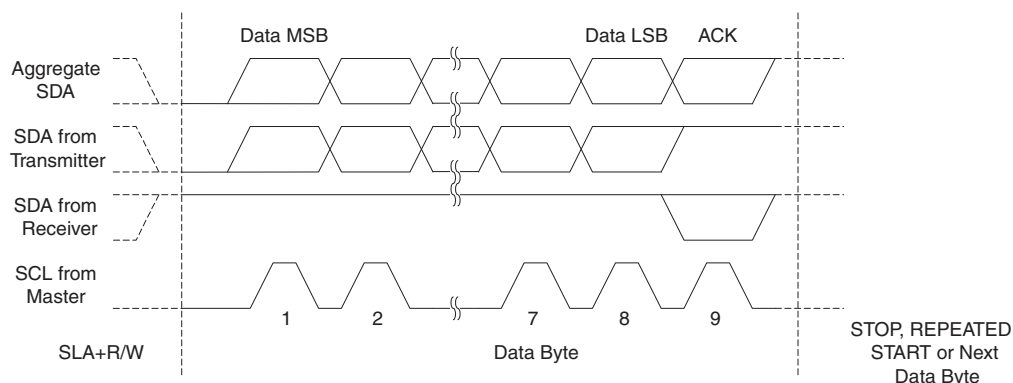 Data MSB
Data LSB
ACK
Aggregate
SDA
SDA from
Transmitter
SDA from
Receiver
SCL from
Master
1
2
7
8
9
SLA+R/W
Data Byte
STOP, REPEATED
START or Next
Data Byte